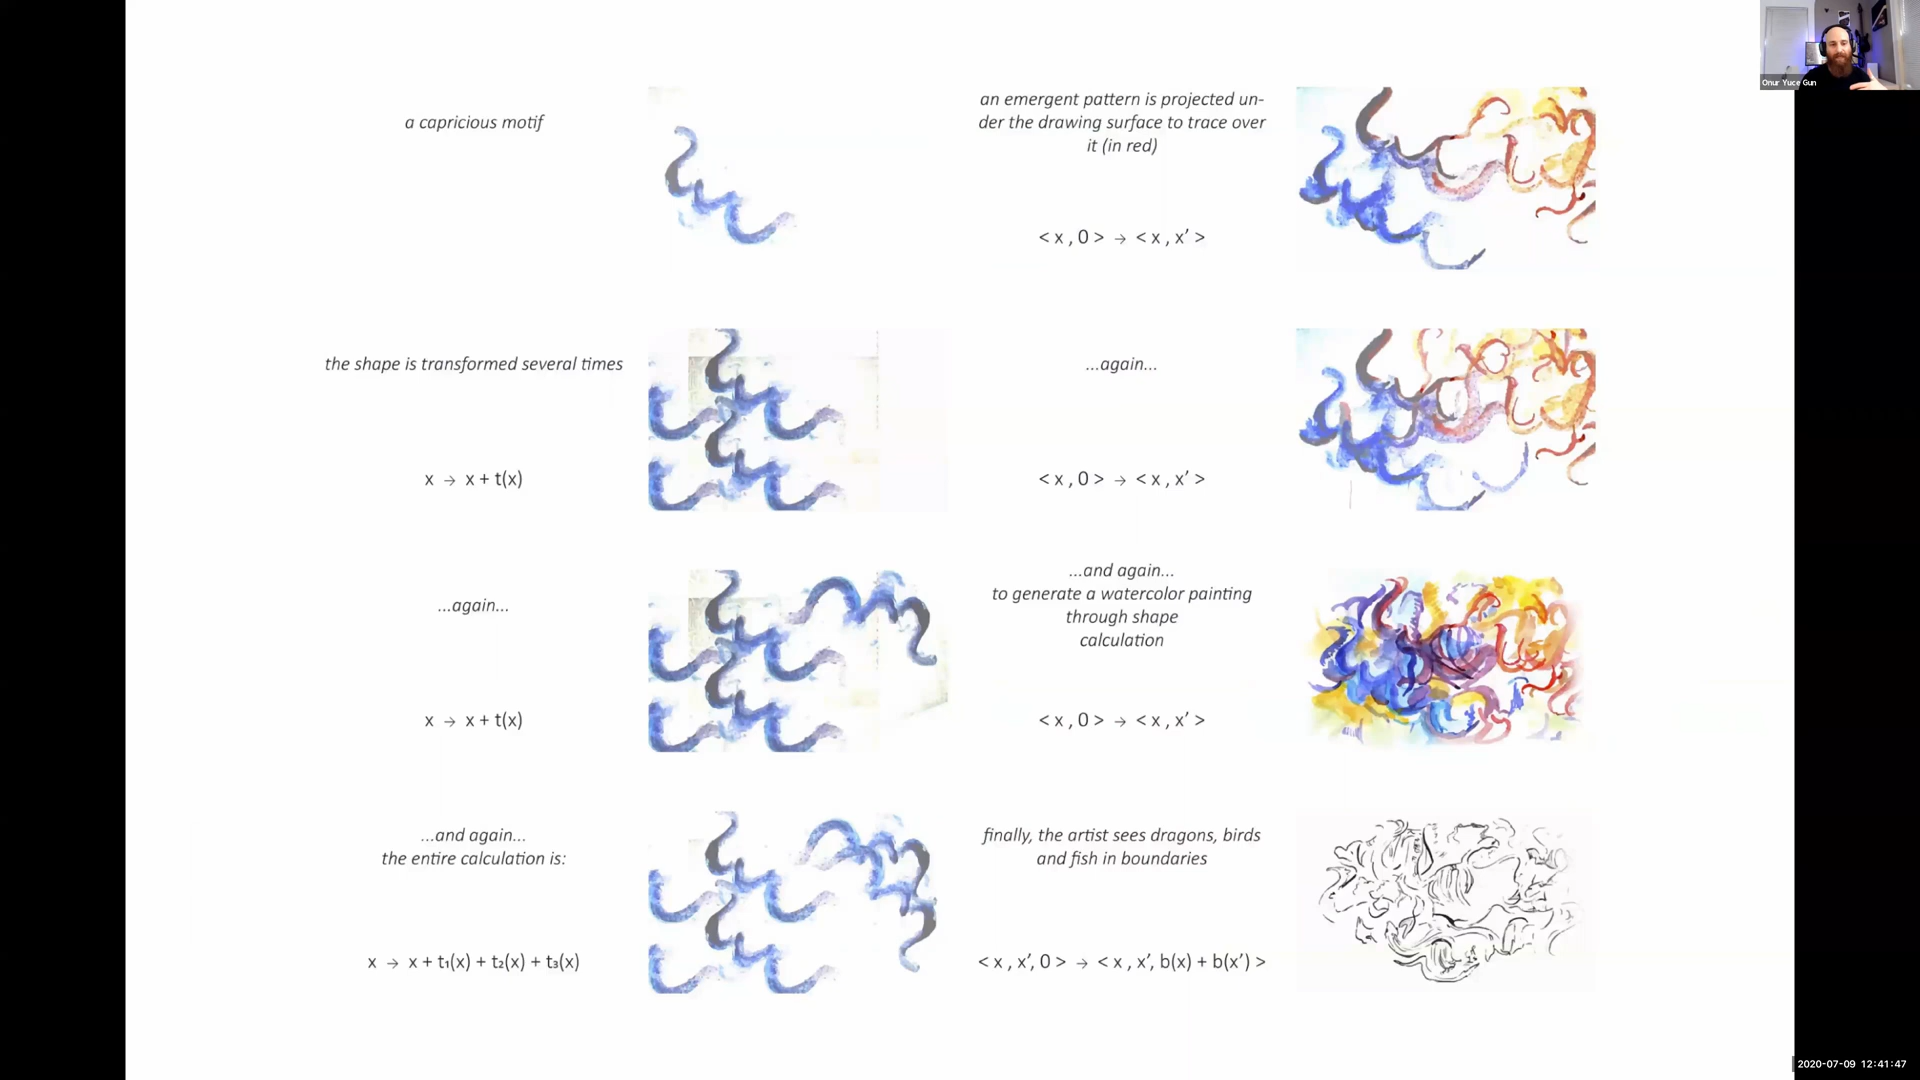 a capricious motif
the shape is transformed several times
x → x + t(x)
...again...
x → x + t(x)
...and again...
the entire calculation is:
x → x + t₁(x) + t₂(x) + t₃(x)
an emergent pattern is projected un-
der the drawing surface to trace over
it (in red)
< x , 0 > → < x , x’ >
...again...
< x , 0 > → < x , x’ >
...and again...
to generate a watercolor painting
through shape
calculation
< x , 0 > → < x , x’ >
finally, the artist sees dragons, birds
and fish in boundaries
< x , x’, 0 > → < x , x’, b(x) + b(x’) >
Onur Yuce Gun
2020-07-09 12:41:47